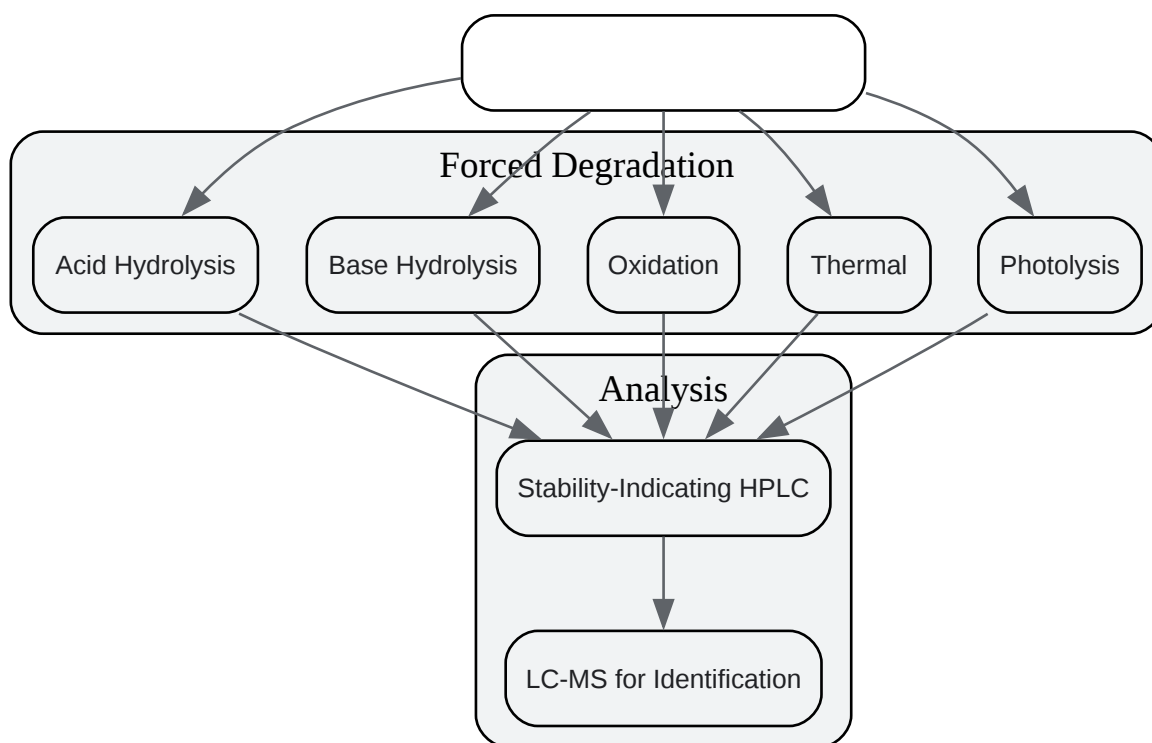 Forced Degradation
Acid Hydrolysis
Base Hydrolysis
Oxidation
Thermal
Photolysis
Analysis
Stability-Indicating HPLC
LC-MS for Identification